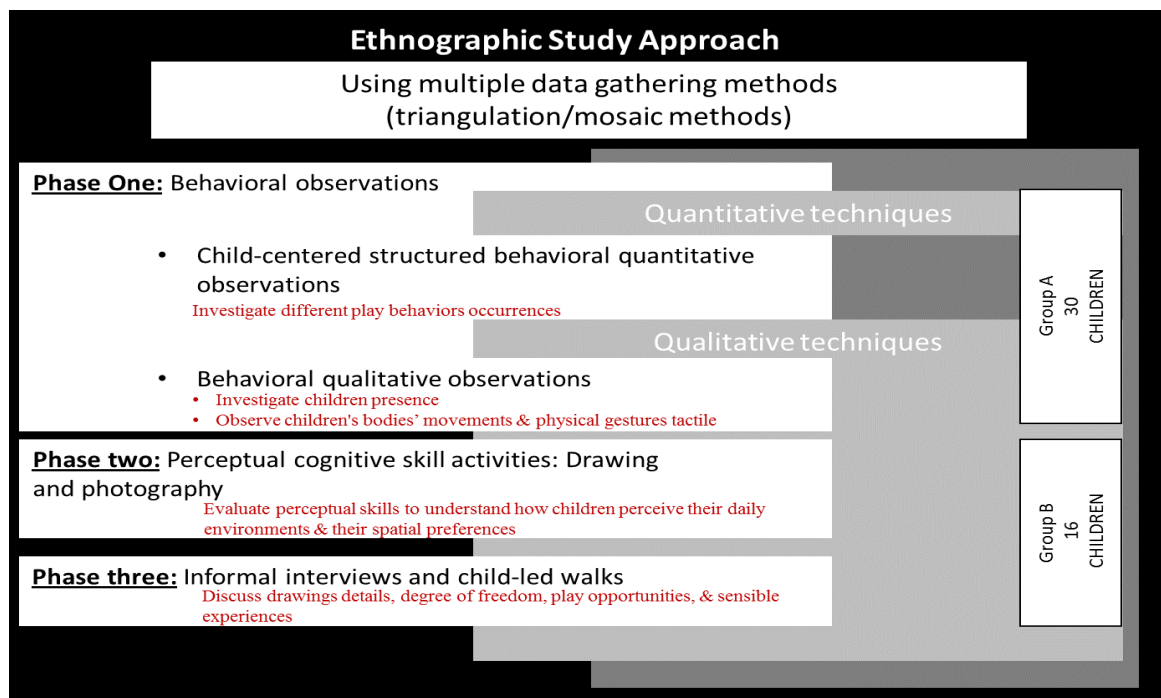 Ethnographic Study Approach
Using multiple data gathering methods
(triangulation/mosaic methods)
Phase One: Behavioral observations
Quantitative techniques
• Child-centered structured behavioral quantitative
observations
Investigate different play behaviors occurrences
Qualitative techniques
• Behavioral qualitative observations
• Investigate children presence
• Observe children's bodies’ movements & physical gestures tactile
Group A
30
CHILDREN
Phase two: Perceptual cognitive skill activities: Drawing
and photography
Evaluate perceptual skills to understand how children perceive their daily
environments & their spatial preferences
Phase three: Informal interviews and child-led walks
Discuss drawings details, degree of freedom, play opportunities, & sensible
experiences
Group B
16
CHILDREN